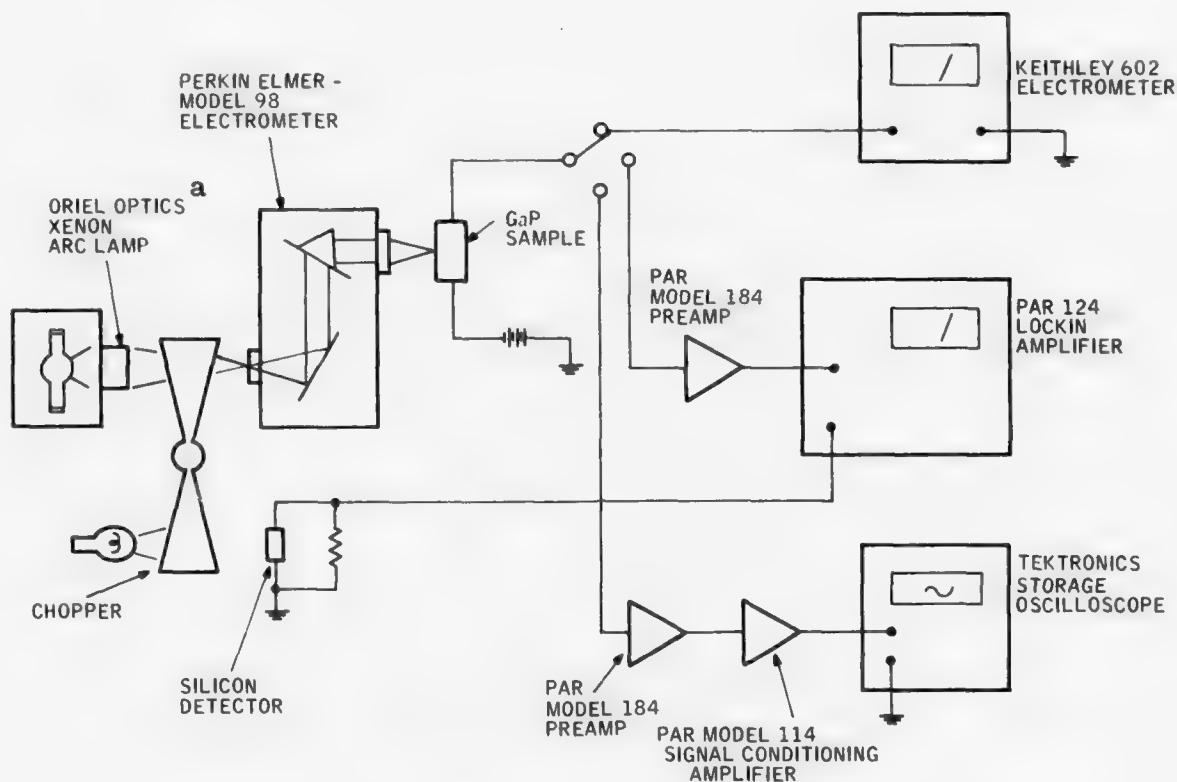 PERKIN ELMER -
MODEL 98
ELECTROMETER
KEITHLEY 602
ELECTROMETER
a
ORIEL OPTICS
XENON
ARC LAMP
GaP
SAMPLE
PAR
MODEL 184
PREAMP
PAR 124
LOCKIN
AMPLIFIER
CHOPPER
SILICON
DETECTOR
TEKTRONICS
STORAGE
OSCILLOSCOPE
PAR
MODEL 184
PREAMP
PAR MODEL 114
SIGNAL CONDITIONING
AMPLIFIER